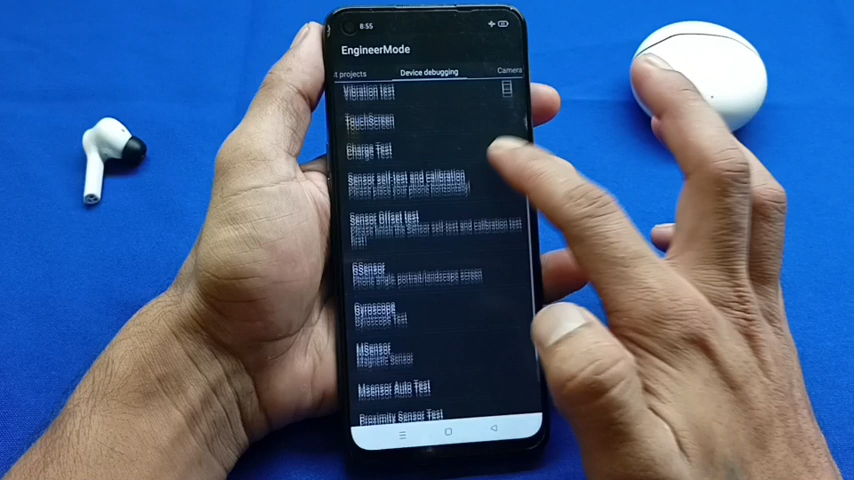 8:55
EngineerMode
t projects Device debugging Camera
Vibration test
TouchScreen
Charge Test
Sensor self-test and calibration
Please place your phone horizontally!
Sensor Offset test
Please finish the Sensor self test and calibration test
first!
GSensor
Phone angle, portrait/landscape screen
Gyroscope
Gyroscope Test
MSensor
Magnetic Sensor
Msensor Auto Test
Proximity Sensor Test